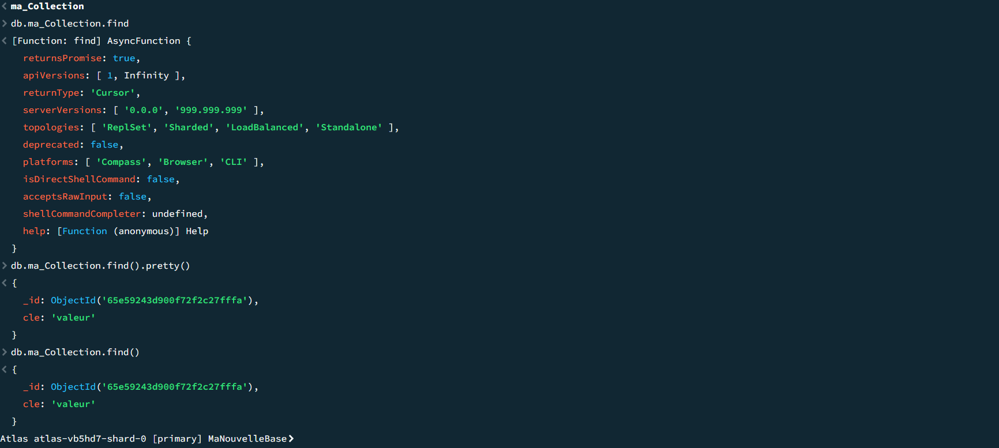 < ma_Collection
> db.ma_Collection.find
< [Function: find] AsyncFunction {
returnsPromise: true,
apiVersions: [ 1, Infinity ],
returnType: 'Cursor',
serverVersions: [ '0.0.0', '999.999.999' ],
topologies: [ 'ReplSet', 'Sharded', 'LoadBalanced', 'Standalone' ],
deprecated: false,
platforms: [ 'Compass', 'Browser', 'CLI' ],
isDirectShellCommand: false,
acceptsRawInput: false,
shellCommandCompleter: undefined,
help: [Function (anonymous)] Help
}
> db.ma_Collection.find().pretty()
< {
_id: ObjectId('65e59243d900f72f2c27fffa'),
cle: 'valeur'
}
> db.ma_Collection.find()
< {
_id: ObjectId('65e59243d900f72f2c27fffa'),
cle: 'valeur'
}
Atlas atlas-vb5hd7-shard-0 [primary] MaNouvelleBase>